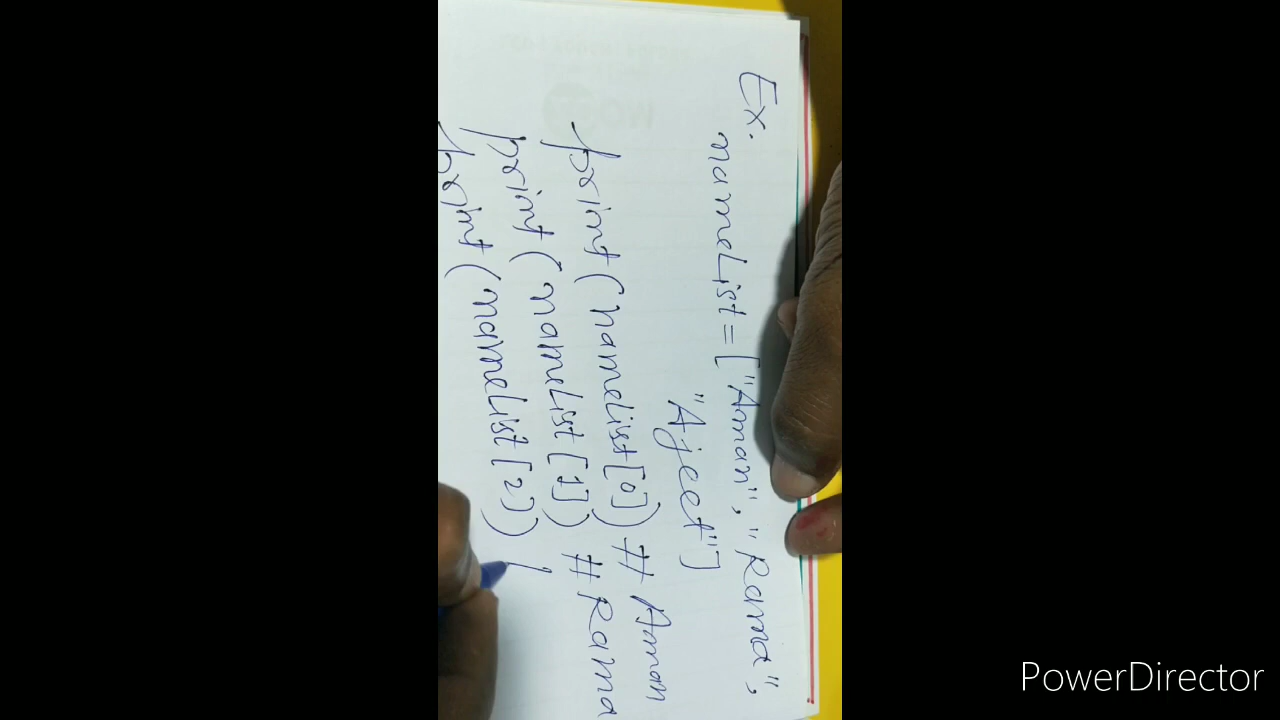 Ex.
nameList = ["Aman", "Rama",
"Ajeet"]
print(nameList[0]) # Aman
print(nameList[1]) # Rama
print(nameList[2])
PowerDirector